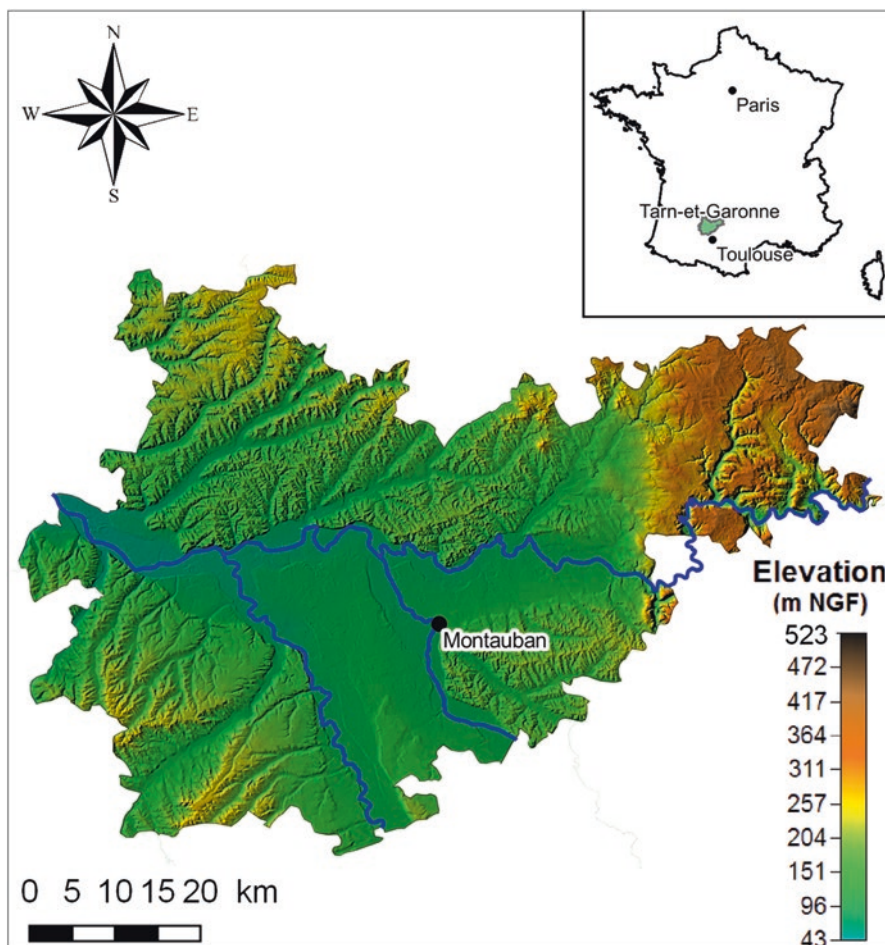 N
W
E
S
Paris
Tarn-et-Garonne
Toulouse
Montauban
Elevation
(m NGF)
523
472
417
364
311
257
204
151
96
43
0 5 10 15 20 km